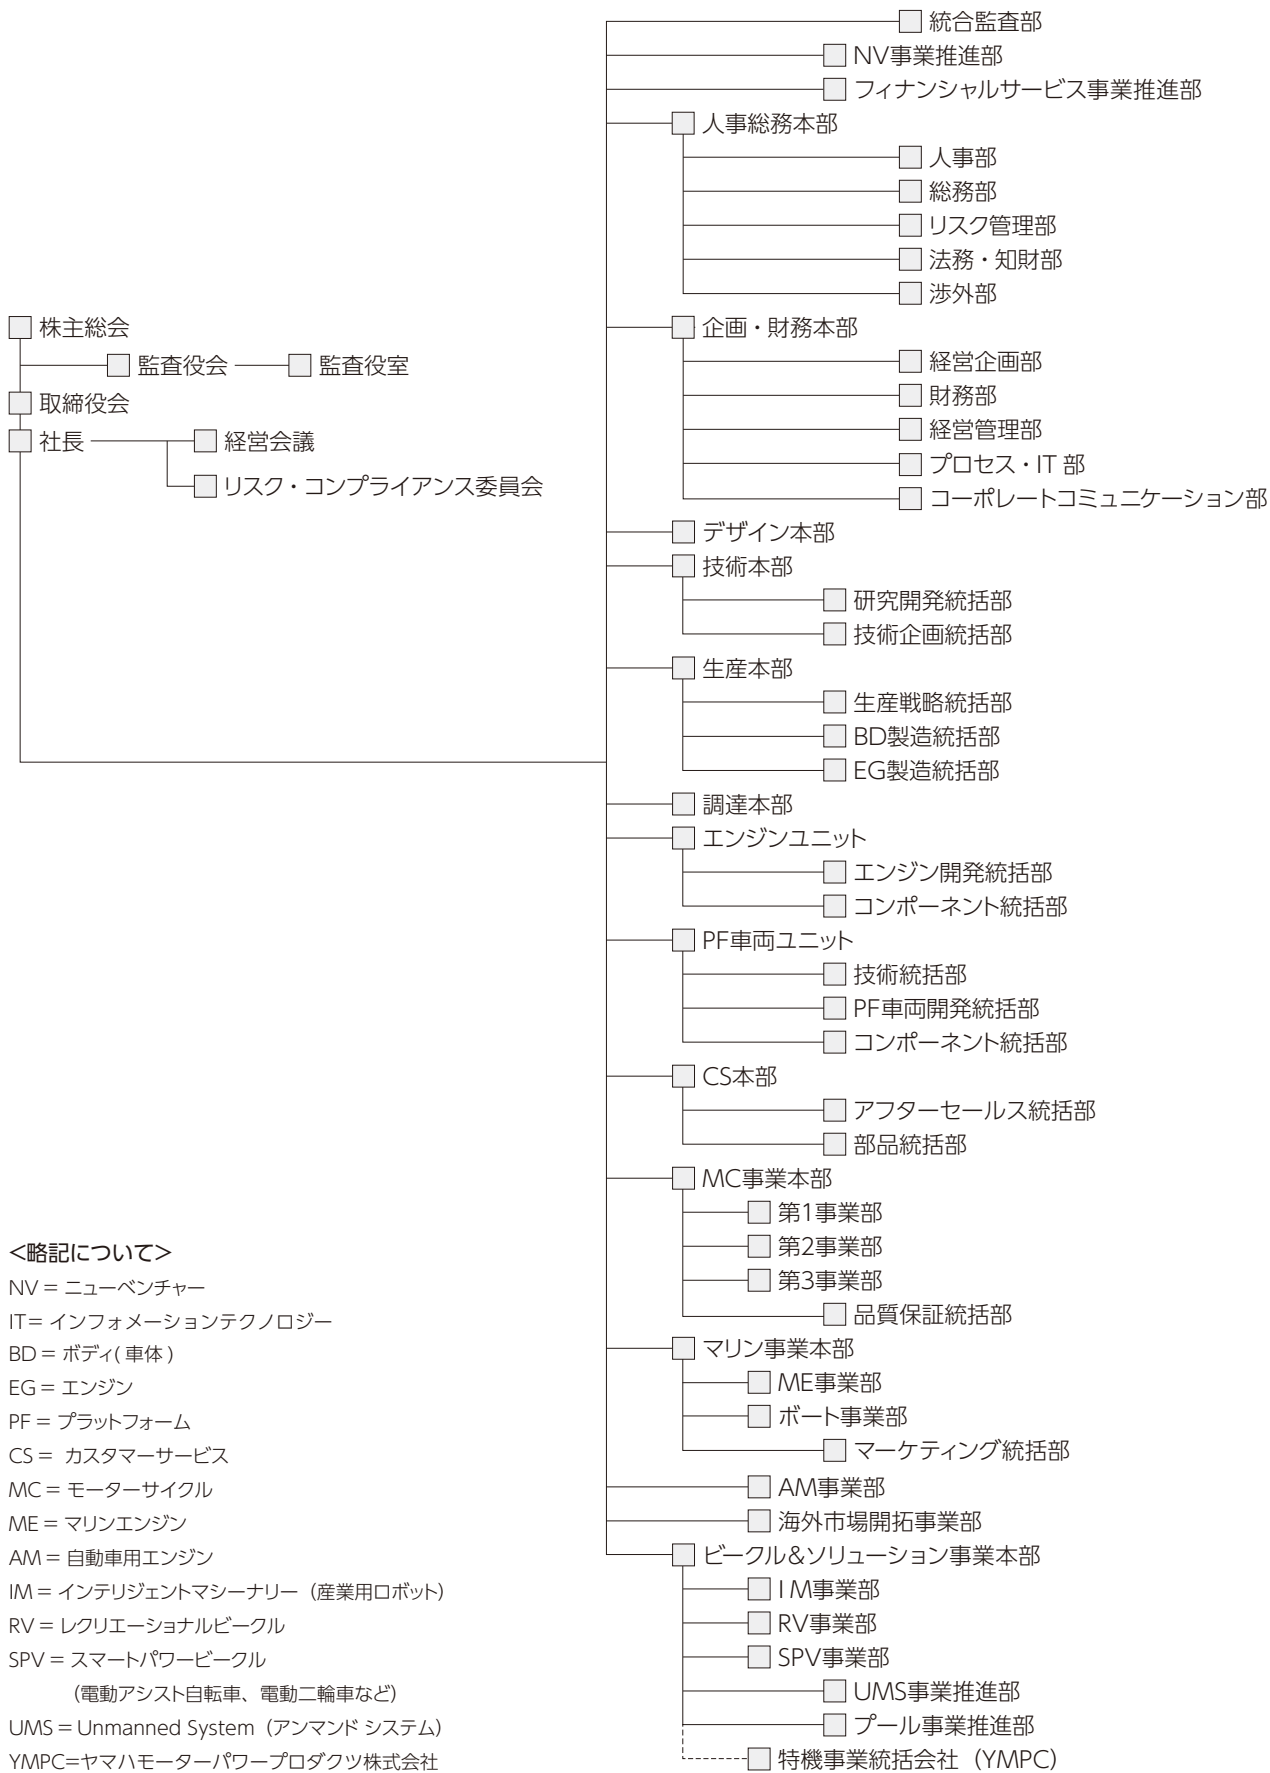 株主総会
監査役会
監査役室
取締役会
社長
経営会議
リスク・コンプライアンス委員会
統合監査部
NV事業推進部
フィナンシャルサービス事業推進部
人事総務本部
人事部
総務部
リスク管理部
法務・知財部
渉外部
企画・財務本部
経営企画部
財務部
経営管理部
プロセス・IT 部
コーポレートコミュニケーション部
デザイン本部
技術本部
研究開発統括部
技術企画統括部
生産本部
生産戦略統括部
BD製造統括部
EG製造統括部
調達本部
エンジンユニット
エンジン開発統括部
コンポーネント統括部
PF車両ユニット
技術統括部
PF車両開発統括部
コンポーネント統括部
CS本部
アフターセールス統括部
部品統括部
MC事業本部
第1事業部
第2事業部
第3事業部
品質保証統括部
マリン事業本部
ME事業部
ボート事業部
マーケティング統括部
AM事業部
海外市場開拓事業部
ビークル&ソリューション事業本部
I M事業部
RV事業部
SPV事業部
UMS事業推進部
プール事業推進部
特機事業統括会社（YMPC）
<略記について>
NV = ニューベンチャー
IT= インフォメーションテクノロジー
BD = ボディ( 車体 )
EG = エンジン
PF = プラットフォーム
CS = カスタマーサービス
MC = モーターサイクル
ME = マリンエンジン
AM = 自動車用エンジン
IM = インテリジェントマシーナリー（産業用ロボット）
RV = レクリエーショナルビークル
SPV = スマートパワービークル
（電動アシスト自転車、電動二輪車など）
UMS = Unmanned System（アンマンド システム）
YMPC=ヤマハモーターパワープロダクツ株式会社